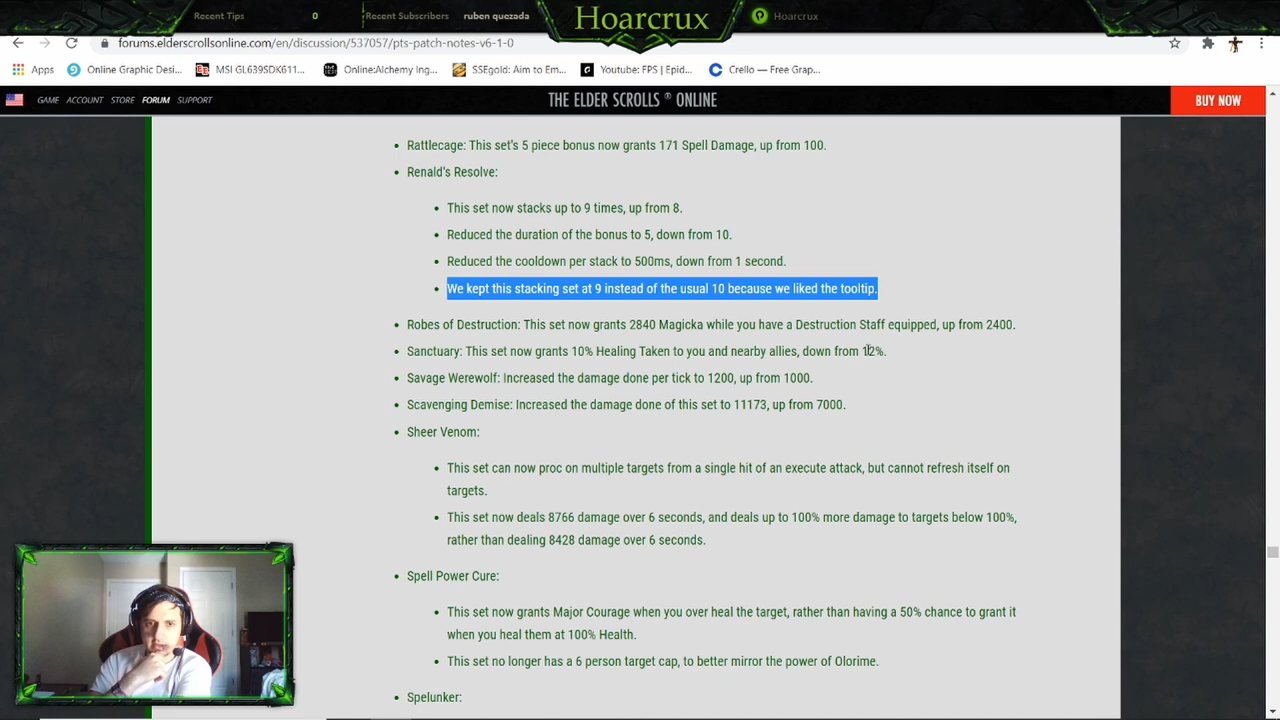 Recent Tips 0 Recent Subscribers ruben quezada Hoarcrux Hoarcrux
forums.elderscrollsonline.com/en/discussion/537057/pts-patch-notes-v6-1-0
Apps Online Graphic Desi... MSI GL639SDK611... Online:Alchemy Ing... SSEgold: Aim to Em... Youtube: FPS | Epid... Crello — Free Grap...
GAME ACCOUNT STORE FORUM SUPPORT THE ELDER SCROLLS ® ONLINE BUY NOW
• Rattlecage: This set's 5 piece bonus now grants 171 Spell Damage, up from 100.
• Renald's Resolve:
• This set now stacks up to 9 times, up from 8.
• Reduced the duration of the bonus to 5, down from 10.
• Reduced the cooldown per stack to 500ms, down from 1 second.
• We kept this stacking set at 9 instead of the usual 10 because we liked the tooltip.
• Robes of Destruction: This set now grants 2840 Magicka while you have a Destruction Staff equipped, up from 2400.
• Sanctuary: This set now grants 10% Healing Taken to you and nearby allies, down from 12%.
• Savage Werewolf: Increased the damage done per tick to 1200, up from 1000.
• Scavenging Demise: Increased the damage done of this set to 11173, up from 7000.
• Sheer Venom:
• This set can now proc on multiple targets from a single hit of an execute attack, but cannot refresh itself on
targets.
• This set now deals 8766 damage over 6 seconds, and deals up to 100% more damage to targets below 100%,
rather than dealing 8428 damage over 6 seconds.
• Spell Power Cure:
• This set now grants Major Courage when you over heal the target, rather than having a 50% chance to grant it
when you heal them at 100% Health.
• This set no longer has a 6 person target cap, to better mirror the power of Olorime.
• Spelunker: